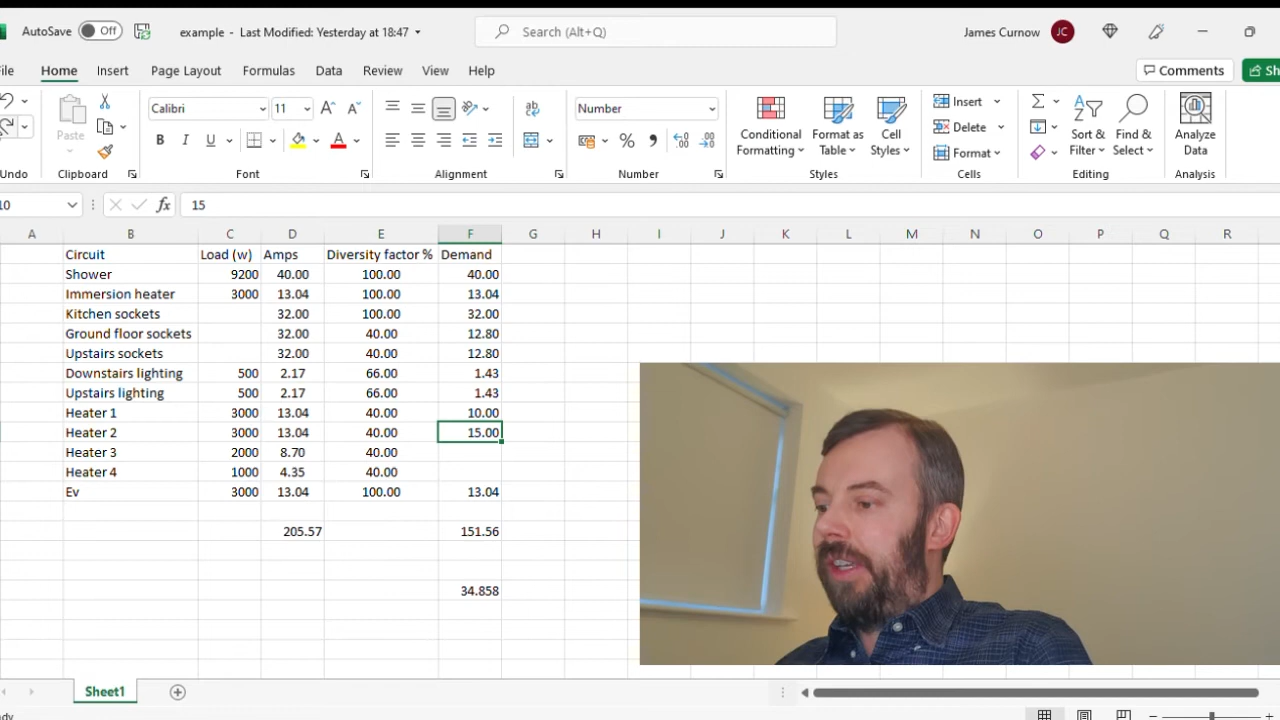 AutoSave Off example - Last Modified: Yesterday at 18:47 Search (Alt+Q) James Curnow JC
File Home Insert Page Layout Formulas Data Review View Help Comments Sh
Calibri 11 Number Insert Σ
Paste Conditional Format as Cell Delete Sort & Find & Analyze
B I U A ab % , Formatting Table Styles Format Filter Select Data
Undo Clipboard Font Alignment Number Styles Cells Editing Analysis
10 fx 15
A B C D E F G H I J K L M N O P Q R
Circuit Load (w) Amps Diversity factor % Demand
Shower 9200 40.00 100.00 40.00
Immersion heater 3000 13.04 100.00 13.04
Kitchen sockets 32.00 100.00 32.00
Ground floor sockets 32.00 40.00 12.80
Upstairs sockets 32.00 40.00 12.80
Downstairs lighting 500 2.17 66.00 1.43
Upstairs lighting 500 2.17 66.00 1.43
Heater 1 3000 13.04 40.00 10.00
Heater 2 3000 13.04 40.00 15.00
Heater 3 2000 8.70 40.00
Heater 4 1000 4.35 40.00
Ev 3000 13.04 100.00 13.04
205.57 151.56
34.858
Sheet1